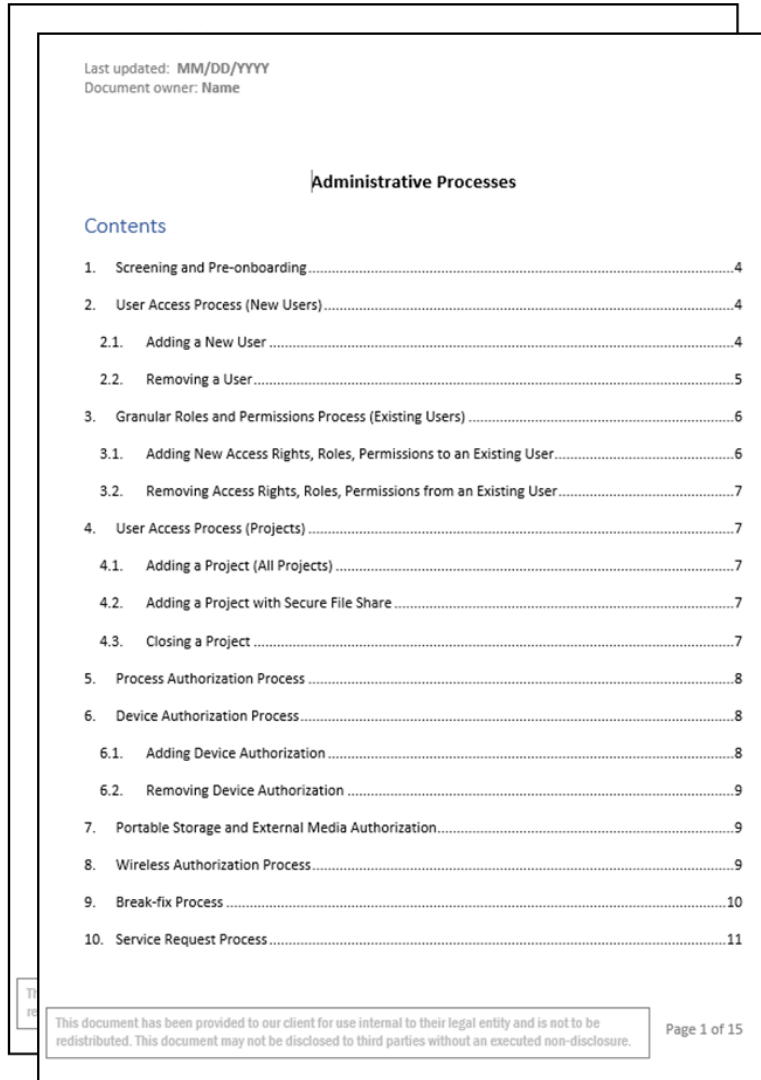 Last updated: MM/DD/YYYY
Document owner: Name
Administrative Processes
Contents
1. Screening and Pre-onboarding 4
2. User Access Process (New Users) 4
2.1. Adding a New User 4
2.2. Removing a User 5
3. Granular Roles and Permissions Process (Existing Users) 6
3.1. Adding New Access Rights, Roles, Permissions to an Existing User 6
3.2. Removing Access Rights, Roles, Permissions from an Existing User 7
4. User Access Process (Projects) 7
4.1. Adding a Project (All Projects) 7
4.2. Adding a Project with Secure File Share 7
4.3. Closing a Project 7
5. Process Authorization Process 8
6. Device Authorization Process 8
6.1. Adding Device Authorization 8
6.2. Removing Device Authorization 9
7. Portable Storage and External Media Authorization 9
8. Wireless Authorization Process 9
9. Break-fix Process 10
10. Service Request Process 11
This document has been provided to our client for use internal to their legal entity and is not to be
redistributed. This document may not be disclosed to third parties without an executed non-disclosure.
Page 1 of 15